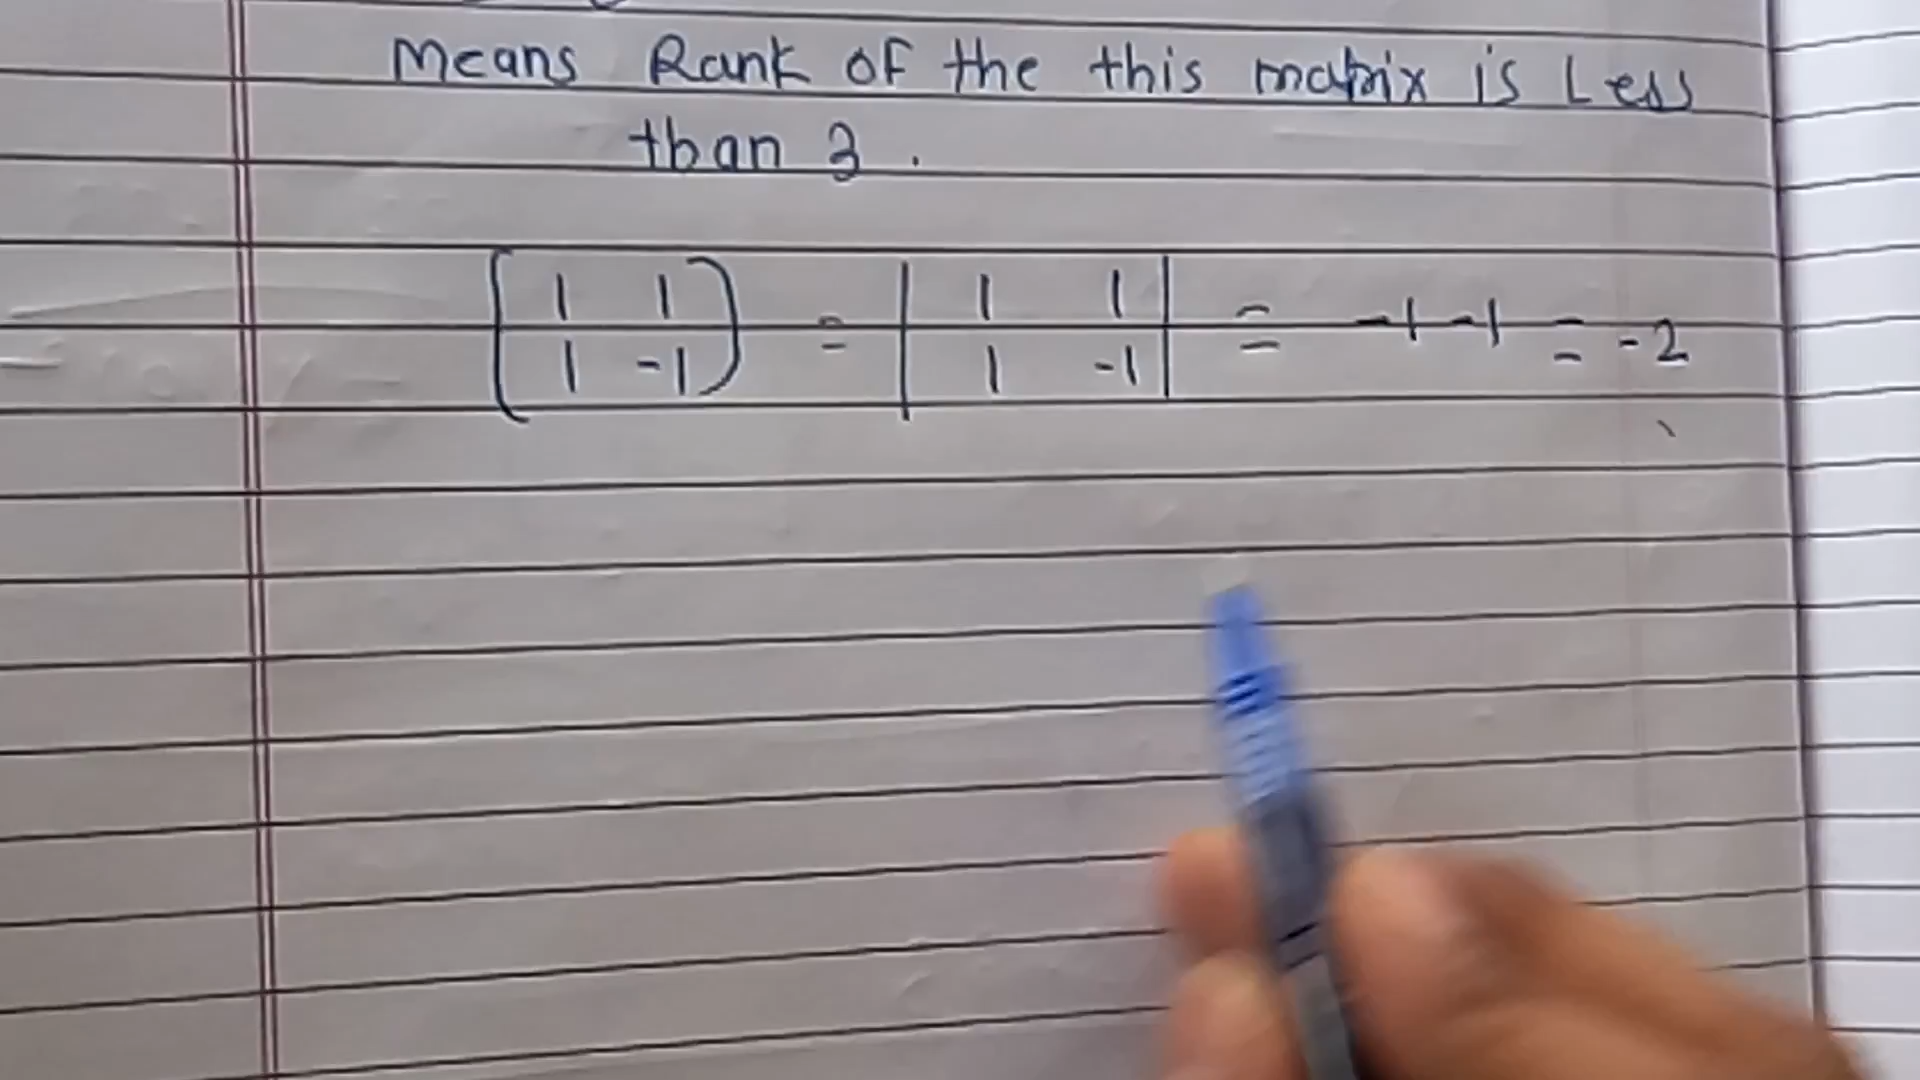 Means Rank of the this matrix is Less
than 3 .
[ 1 1 ) = | 1 1 | = -1 -1 = -2
1 -1 1 -1